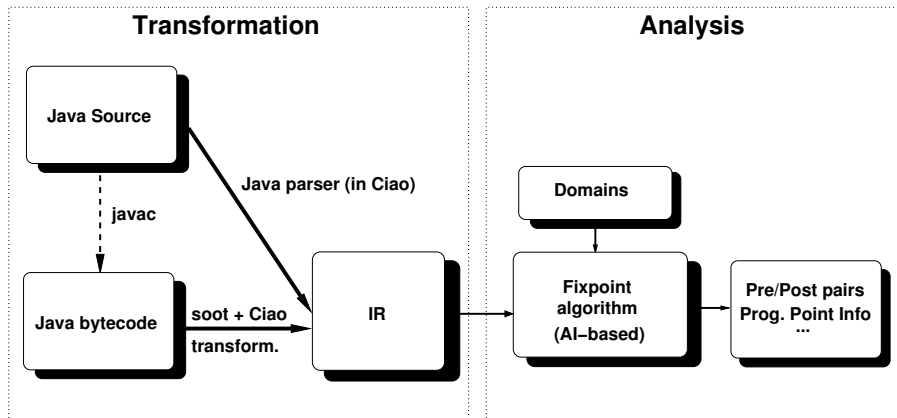 Transformation
Java Source
Java parser (in Ciao)
javac
Java bytecode
soot + Ciao
transform.
IR
Analysis
Domains
Fixpoint
algorithm
(AI−based)
Pre/Post pairs
Prog. Point Info
...